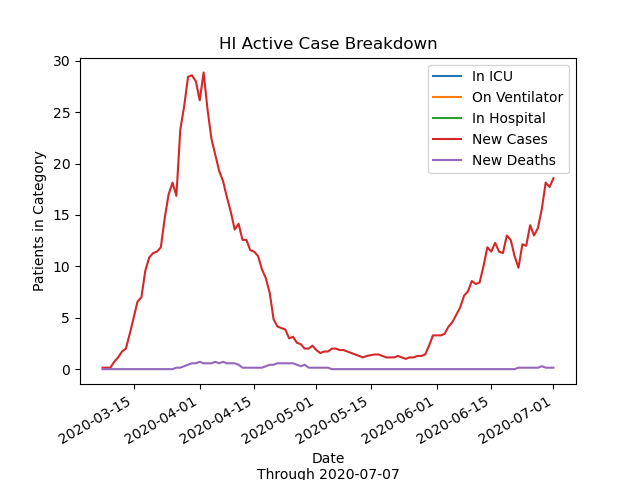 HI Active Case Breakdown
In ICU
On Ventilator
In Hospital
New Cases
New Deaths
Patients in Category
30
25
20
15
10
5
0
2020-03-15
2020-04-01
2020-04-15
2020-05-01
2020-05-15
2020-06-01
2020-06-15
2020-07-01
Date
Through 2020-07-07